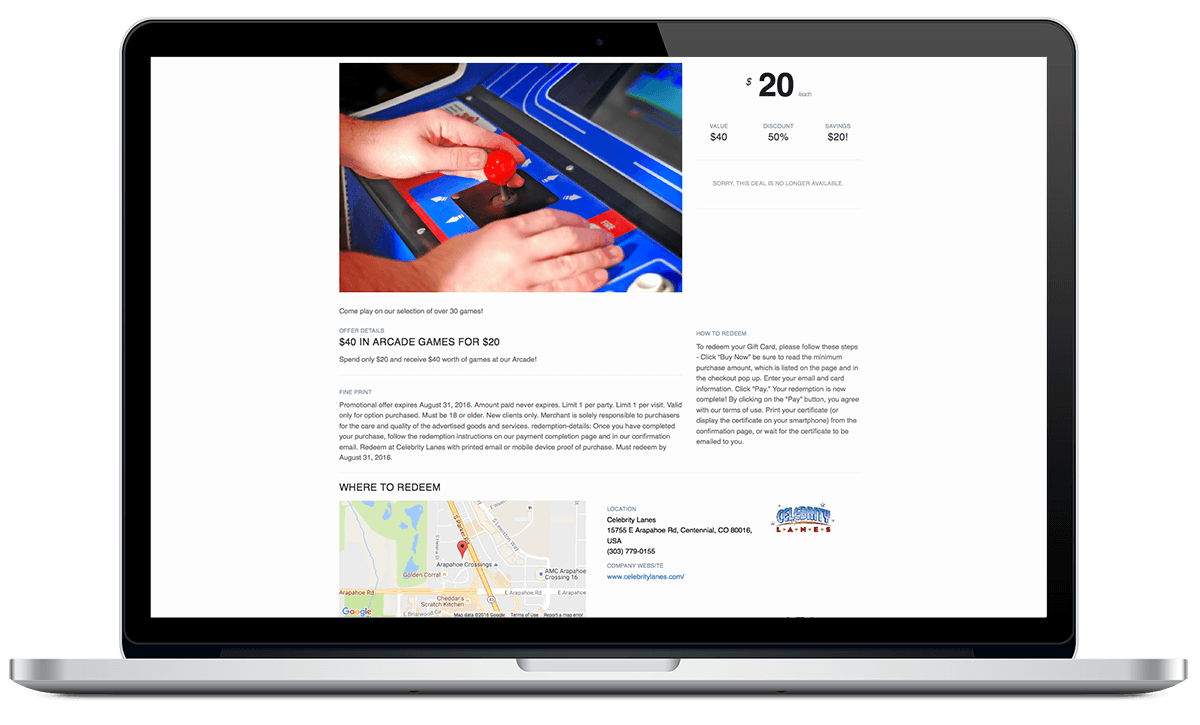 $ 20 /each
VALUE DISCOUNT SAVINGS
$40 50% $20!
SORRY, THIS DEAL IS NO LONGER AVAILABLE.
FIRE
Come play on our selection of over 30 games!
OFFER DETAILS
$40 IN ARCADE GAMES FOR $20
Spend only $20 and receive $40 worth of games at our Arcade!
FINE PRINT
Promotional offer expires August 31, 2016. Amount paid never expires. Limit 1 per party. Limit 1 per visit. Valid
only for option purchased. Must be 18 or older. New clients only. Merchant is solely responsible to purchasers
for the care and quality of the advertised goods and services. redemption-details: Once you have completed
your purchase, follow the redemption instructions on our payment completion page and in our confirmation
email. Redeem at Celebrity Lanes with printed email or mobile device proof of purchase. Must redeem by
August 31, 2016.
HOW TO REDEEM
To redeem your Gift Card, please follow these steps
- Click "Buy Now" be sure to read the minimum
purchase amount, which is listed on the page and in
the checkout pop up. Enter your email and card
information. Click "Pay." Your redemption is now
complete! By clicking on the "Pay" button, you agree
with our terms of use. Print your certificate (or
display the certificate on your smartphone) from the
confirmation page, or wait for the certificate to be
emailed to you.
WHERE TO REDEEM
S Parker Rd
S Lewiston Way
S Helena St
Arapahoe Crossings
Golden Corral
AMC Arapahoe
Crossing 16
Arapahoe Rd
E Arapahoe Rd
E Arapahoe
Cheddar's
Scratch Kitchen
83
E Briarwood Cir
Google
Map data ©2016 Google Terms of Use Report a map error
LOCATION
Celebrity Lanes
15755 E Arapahoe Rd, Centennial, CO 80016,
USA
(303) 779-0155
COMPANY WEBSITE
www.celebritylanes.com/
CELEBRITY
LANES